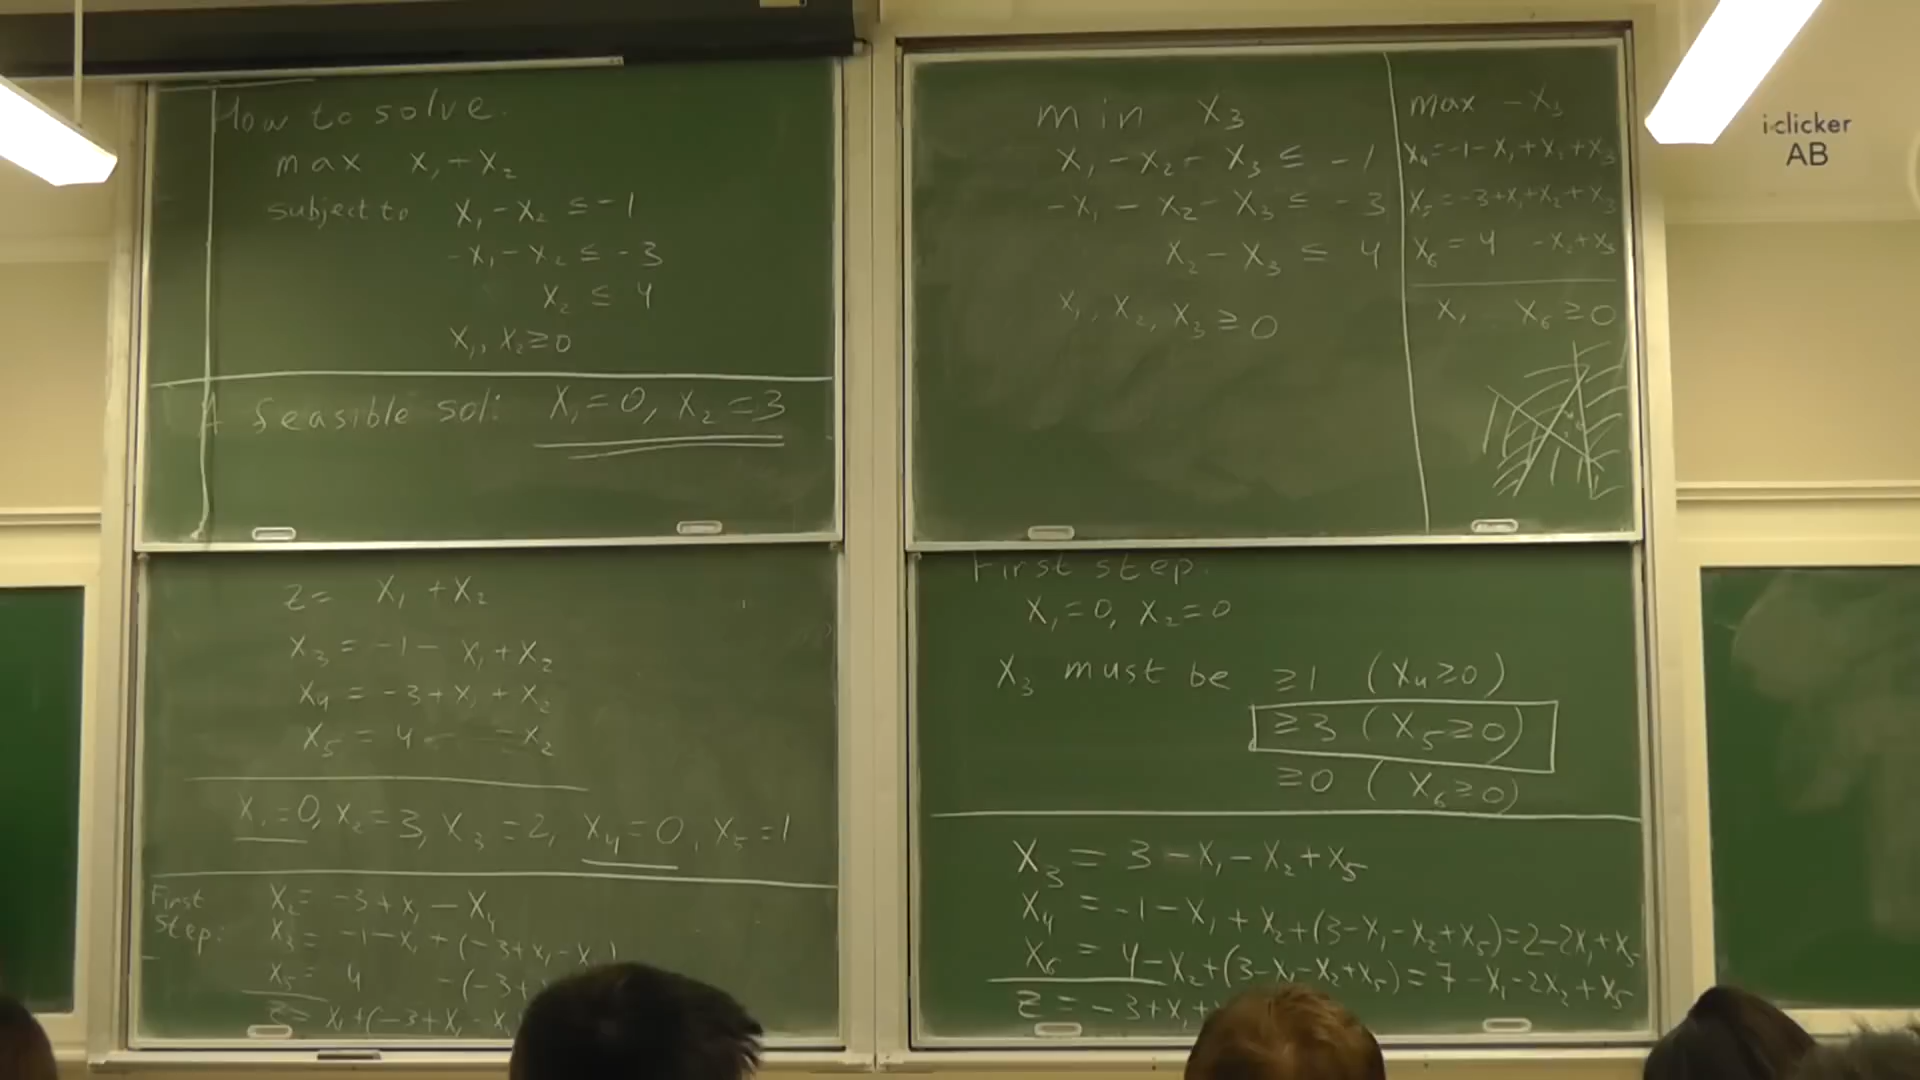 How to solve.
max x₁ + x₂
subject to x₁ - x₂ ≤ -1
-x₁ - x₂ ≤ -3
x₂ ≤ 4
x₁, x₂ ≥ 0
A feasible sol: x₁ = 0, x₂ = 3
z = x₁ + x₂
x₃ = -1 - x₁ + x₂
x₄ = -3 + x₁ + x₂
x₅ = 4 - x₂
x₁ = 0, x₂ = 3, x₃ = 2, x₄ = 0, x₅ = 1
First step:
x₂ = -3 + x₁ - x₄
x₃ = -1 - x₁ + (-3 + x₁ - x₄)
x₅ = 4 - (-3 +
z = x₁ + (-3 + x₁ - x₄
min x₃
x₁ - x₂ - x₃ ≤ -1
-x₁ - x₂ - x₃ ≤ -3
x₂ - x₃ ≤ 4
x₁, x₂, x₃ ≥ 0
max -x₃
x₄ = -1 - x₁ + x₂ + x₃
x₅ = -3 + x₁ + x₂ + x₃
x₆ = 4 - x₂ + x₃
x₁ x₆ ≥ 0
First step.
x₁ = 0, x₂ = 0
x₃ must be ≥ 1 (x₄ ≥ 0)
≥ 3 (x₅ ≥ 0)
≥ 0 (x₆ ≥ 0)
x₃ = 3 - x₁ - x₂ + x₅
x₄ = -1 - x₁ + x₂ + (3 - x₁ - x₂ + x₅) = 2 - 2x₁ + x₅
x₆ = 4 - x₂ + (3 - x₁ - x₂ + x₅) = 7 - x₁ - 2x₂ + x₅
z = -3 + x₁ +
i·clicker
AB